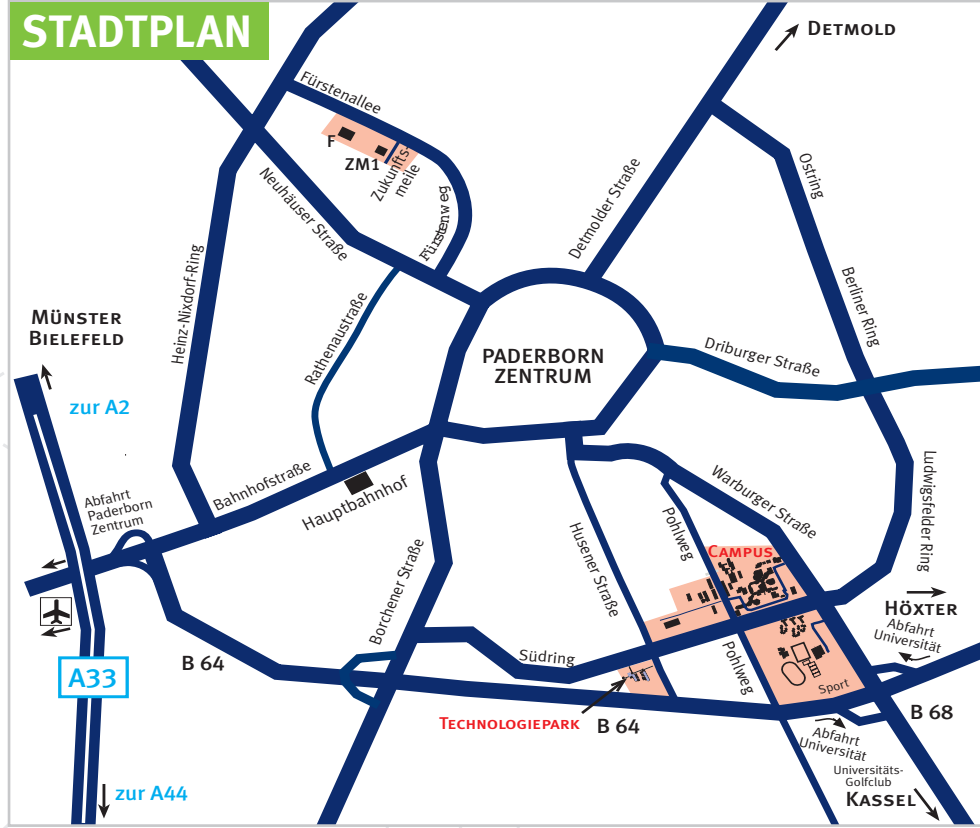 STADTPLAN
DETMOLD
Fürstenallee
F
ZM1
Zukunfts-
meile
Fürstenweg
Neuhäuser Straße
Detmolder Straße
Ostring
Heinz-Nixdorf-Ring
Rathenaustraße
Berliner Ring
MÜNSTER
BIELEFELD
PADERBORN
ZENTRUM
Driburger Straße
zur A2
Abfahrt
Paderborn
Zentrum
Bahnhofstraße
Hauptbahnhof
Warburger Straße
Ludwigsfelder Ring
Pohlweg
Husener Straße
CAMPUS
Borchener Straße
HÖXTER
Abfahrt
Universität
B 64
Südring
Pohlweg
A33
Sport
TECHNOLOGIEPARK
B 64
B 68
Abfahrt
Universität
Universitäts-
Golfclub
KASSEL
zur A44